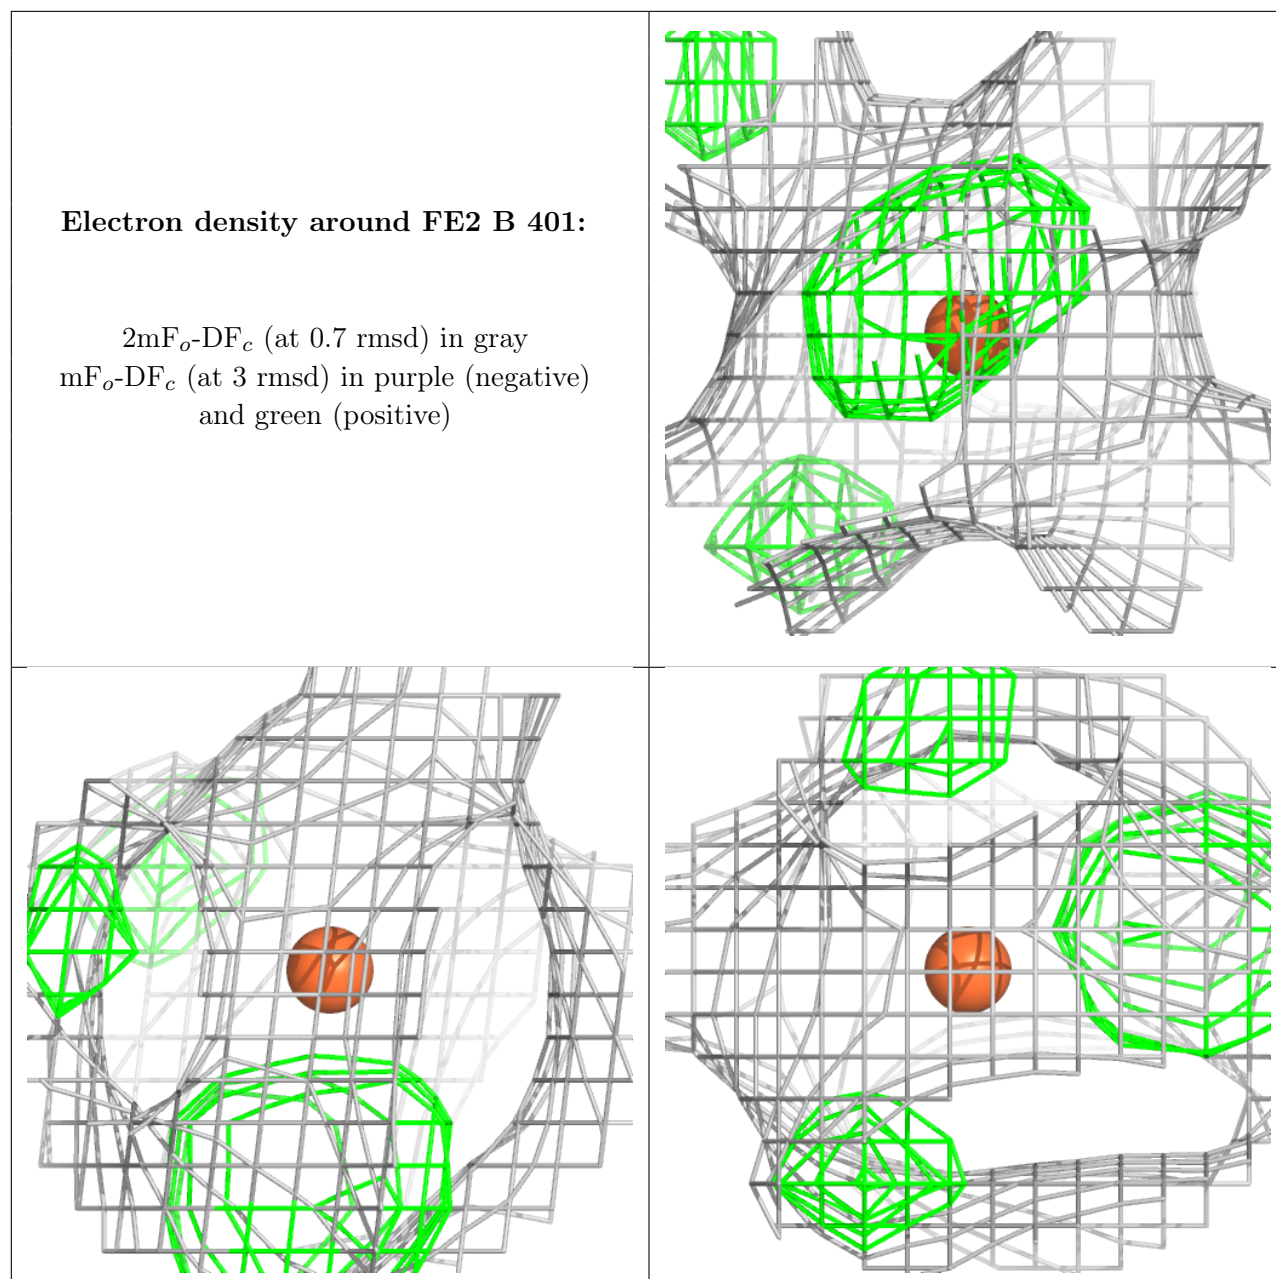 Electron density around FE2 B 401:
2mFo-DFc (at 0.7 rmsd) in gray
mFo-DFc (at 3 rmsd) in purple (negative)
and green (positive)